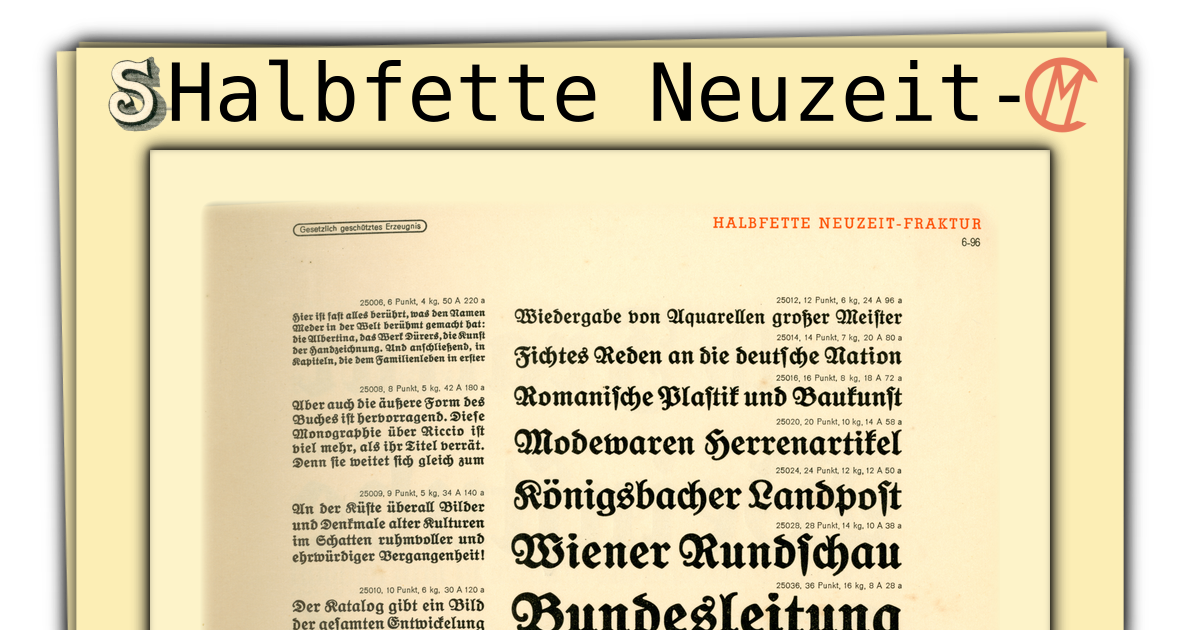 Halbfette Neuzeit-
Gesetzlich geschütztes Erzeugnis
HALBFETTE NEUZEIT-FRAKTUR
6-96
25006, 6 Punkt, 4 kg, 50 A 220 a
Hier ist fast alles berührt, was den Namen
Meder in der Welt berühmt gemacht hat:
die Albertina, das Werk Dürers, die Kunst
der Handzeichnung. Und anschließend, in
Kapiteln, die dem Familienleben in erster
25008, 8 Punkt, 5 kg, 42 A 180 a
Aber auch die äußere Form des
Buches ist hervorragend. Diese
Monographie über Riccio ist
viel mehr, als ihr Titel verrät.
Denn sie weitet sich gleich zum
25009, 9 Punkt, 5 kg, 34 A 140 a
An der Küste überall Bilder
und Denkmale alter Kulturen
im Schatten ruhmvoller und
ehrwürdiger Vergangenheit!
25010, 10 Punkt, 6 kg, 30 A 120 a
Der Katalog gibt ein Bild
der gesamten Entwickelung
25012, 12 Punkt, 6 kg, 24 A 96 a
Wiedergabe von Aquarellen großer Meister
25014, 14 Punkt, 7 kg, 20 A 80 a
Fichtes Reden an die deutsche Nation
25016, 16 Punkt, 8 kg, 18 A 72 a
Romanische Plastik und Baukunst
25020, 20 Punkt, 10 kg, 14 A 58 a
Modewaren Herrenartikel
25024, 24 Punkt, 12 kg, 12 A 50 a
Königsbacher Landpost
25028, 28 Punkt, 14 kg, 10 A 38 a
Wiener Rundschau
25036, 36 Punkt, 16 kg, 8 A 28 a
Bundesleitung